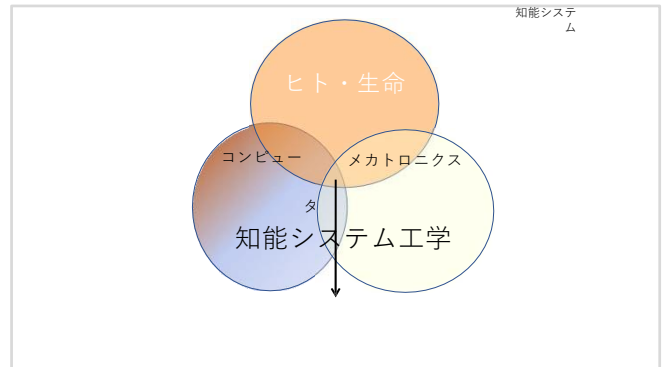 知能システ
ム
ヒト・生命
コンピュー
タ
メカトロニクス
知能システム工学